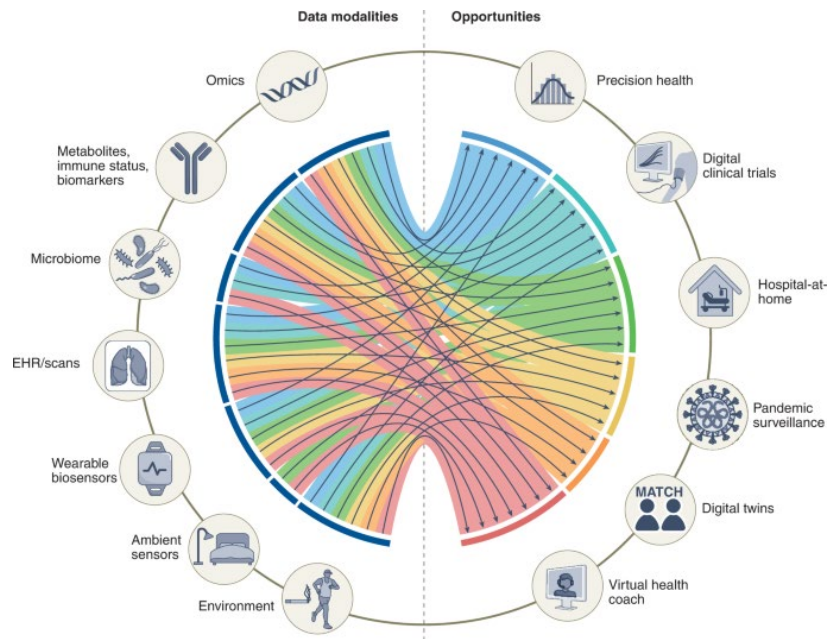 Data modalities
Opportunities
Omics
Metabolites,
immune status,
biomarkers
Microbiome
EHR/scans
Wearable
biosensors
Ambient
sensors
Environment
Precision health
Digital
clinical trials
Hospital-at-
home
Pandemic
surveillance
MATCH
Digital twins
Virtual health
coach